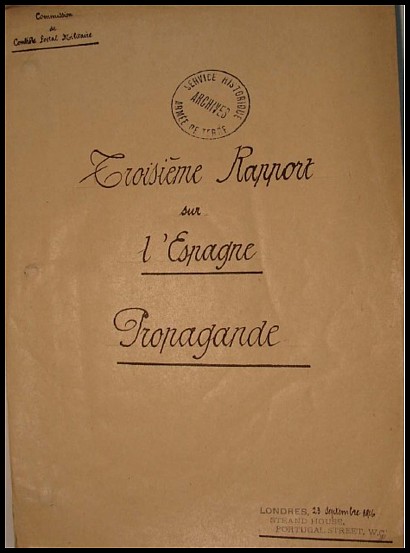 Commission
de
Contrôle Postal Militaire
SERVICE HISTORIQUE
ARCHIVES
ARMÉE DE TERRE
Troisième Rapport
sur
l'Espagne
Propagande
LONDRES, 23 Septembre 1916
STRAND HOUSE,
PORTUGAL STREET, W.C.